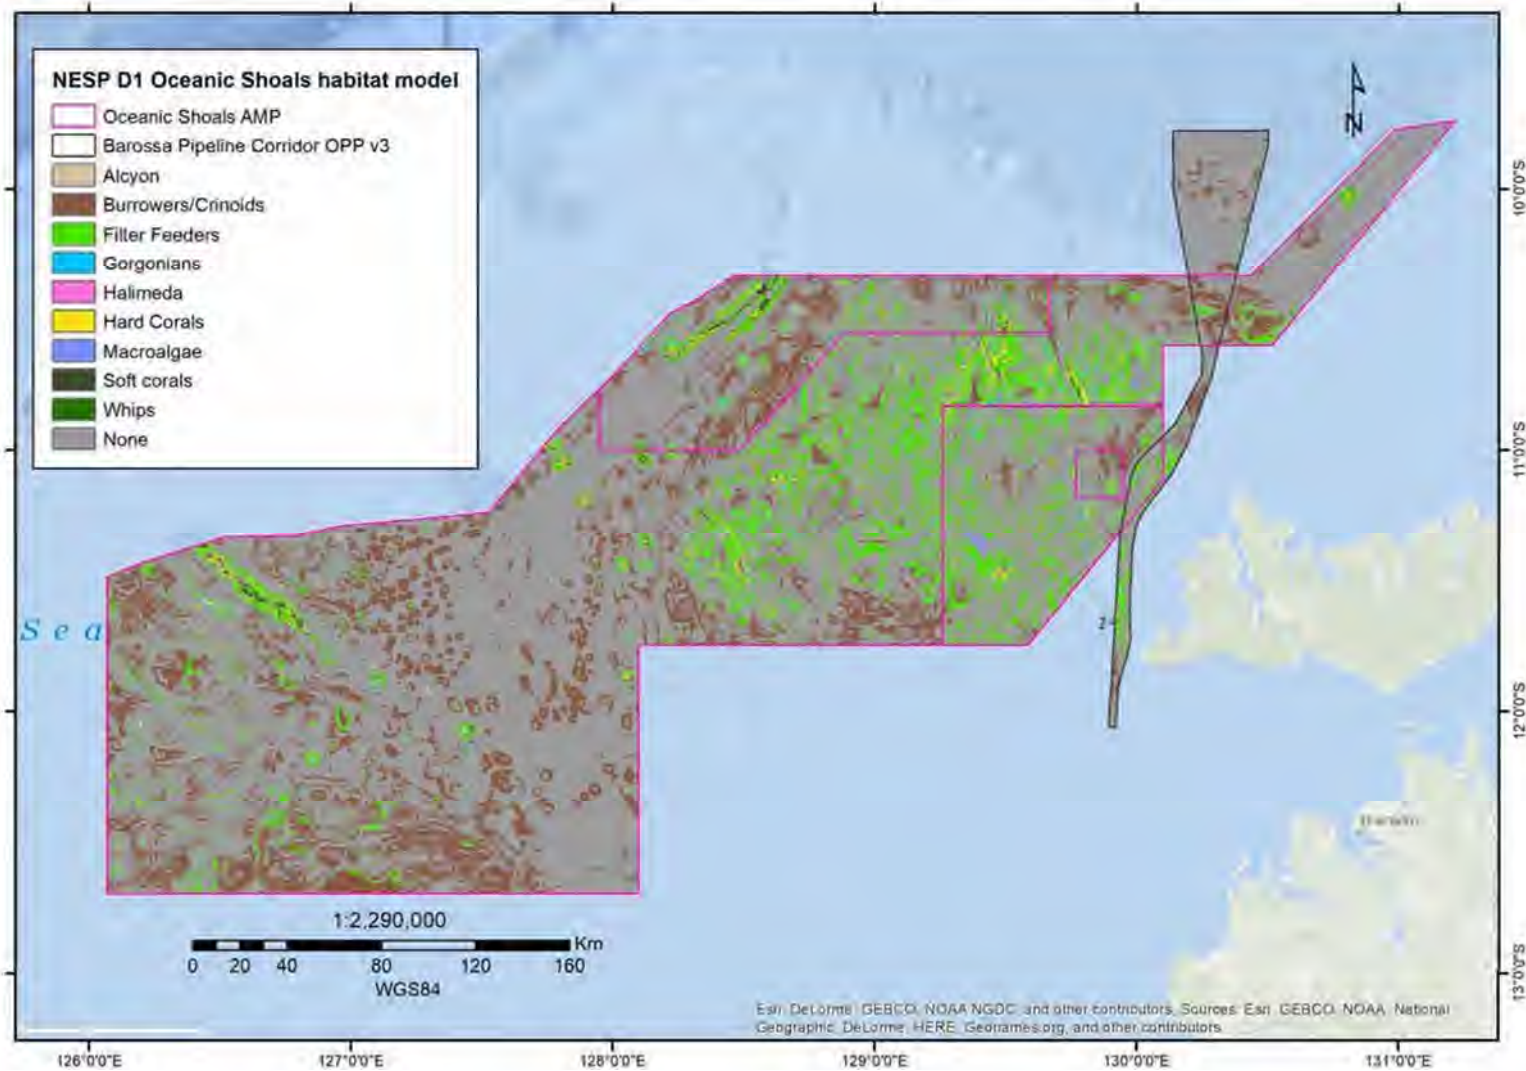 NESP D1 Oceanic Shoals habitat model
Oceanic Shoals AMP
Barossa Pipeline Corridor OPP v3
Alcyon
Burrowers/Crinoids
Filter Feeders
Gorgonians
Halimeda
Hard Corals
Macroalgae
Soft corals
Whips
None
N
10°0'0"S
11°0'0"S
Sea
12°0'0"S
1:2,290,000
Km
0 20 40 80 120 160
WGS84
13°0'0"S
Esri, DeLorme, GEBCO, NOAA NGDC, and other contributors, Sources: Esri, GEBCO, NOAA, National
Geographic, DeLorme, HERE, Geonames.org, and other contributors
126°0'0"E 127°0'0"E 128°0'0"E 129°0'0"E 130°0'0"E 131°0'0"E